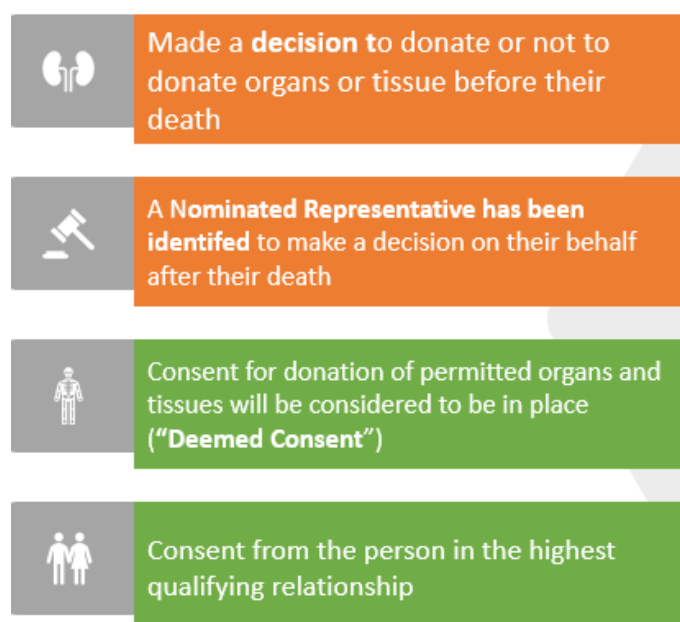 Made a decision to donate or not to
donate organs or tissue before their
death
A Nominated Representative has been
identifed to make a decision on their behalf
after their death
Consent for donation of permitted organs and
tissues will be considered to be in place
(“Deemed Consent”)
Consent from the person in the highest
qualifying relationship